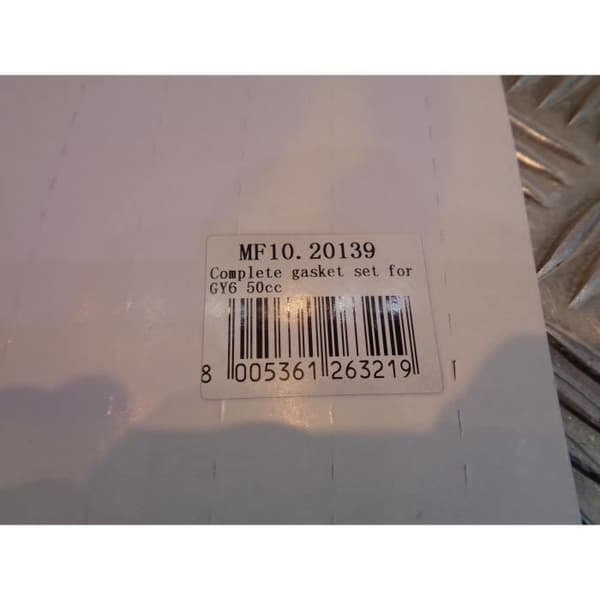 MF10.20139
Complete gasket set for
GY6 50cc
8 005361 263219